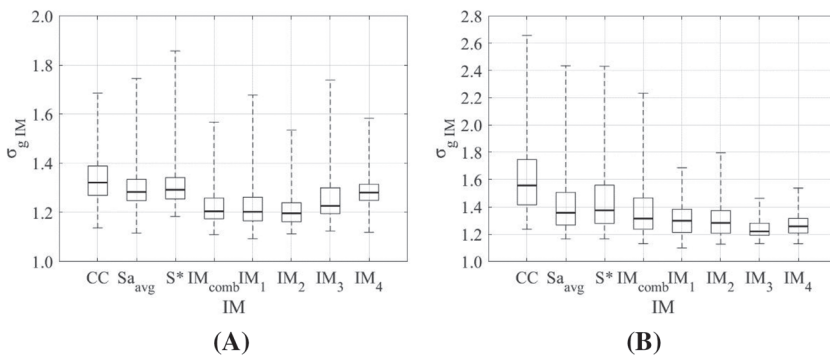 2.0
1.8
1.6
1.4
1.2
1.0
σg IM
CC Saavg S* IMcomb IM1 IM2 IM3 IM4
IM
(A)
2.8
2.6
2.4
2.2
2.0
1.8
1.6
1.4
1.2
1.0
σg IM
CC Saavg S* IMcomb IM1 IM2 IM3 IM4
IM
(B)